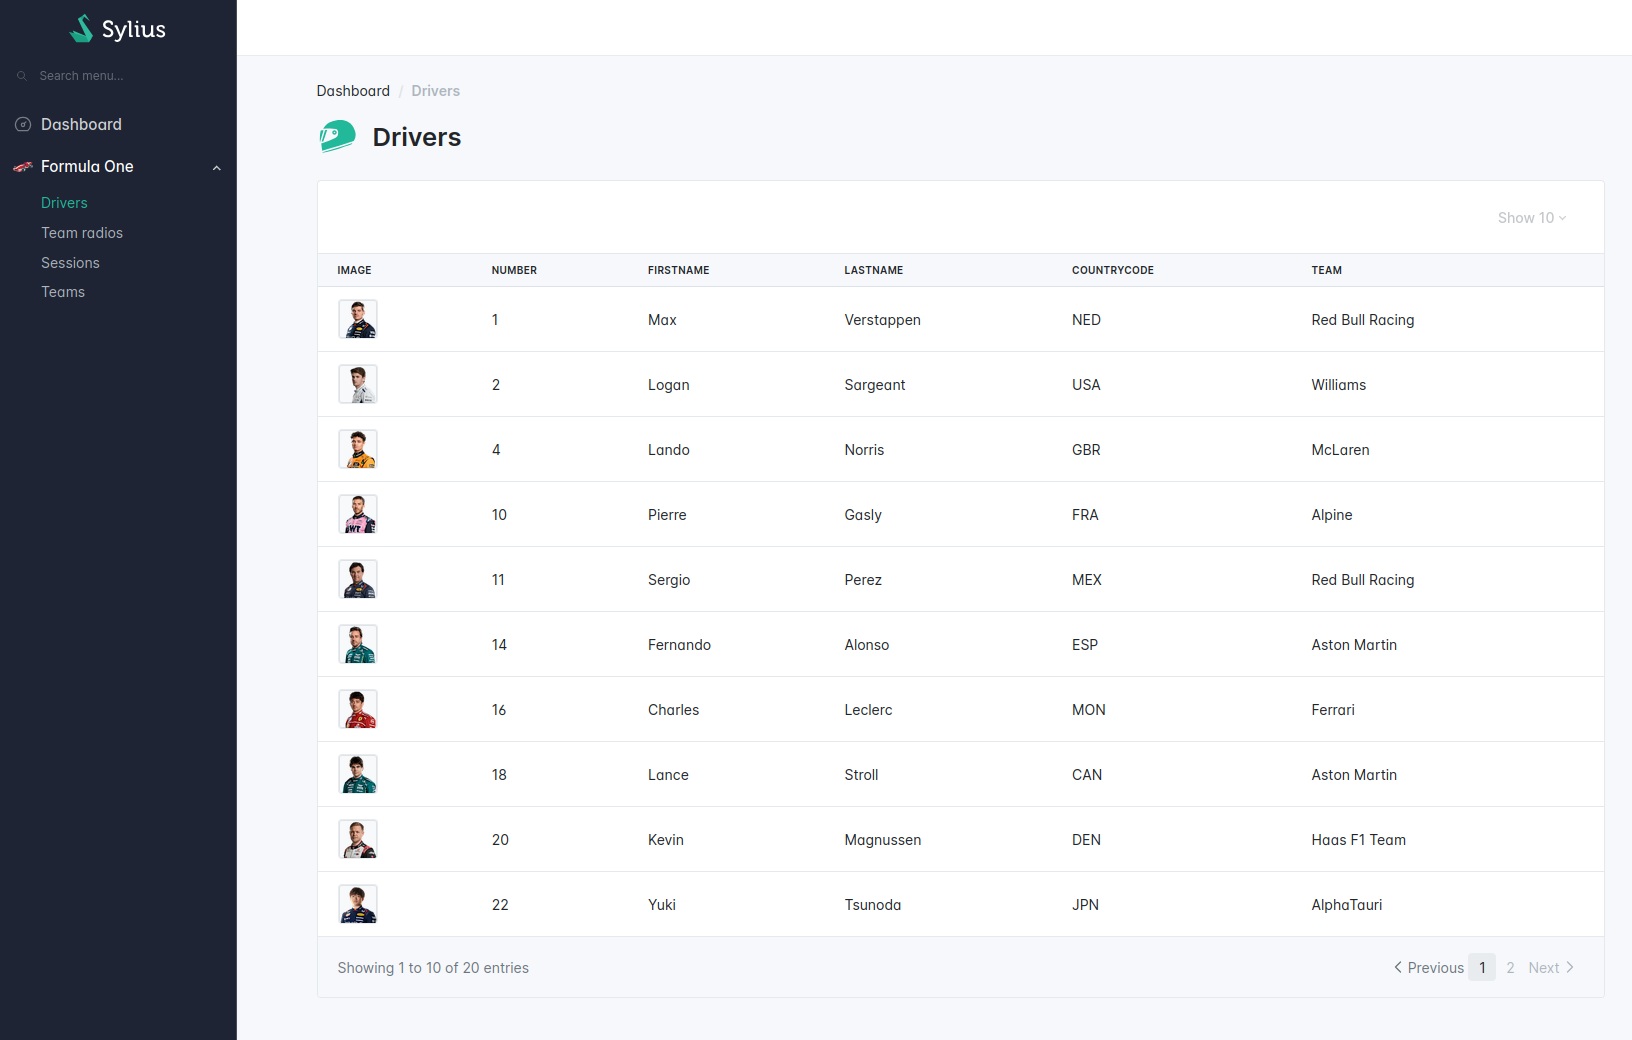 Sylius
Search menu...
Dashboard
Formula One
Drivers
Team radios
Sessions
Teams
Dashboard / Drivers
Drivers
Show 10
IMAGE NUMBER FIRSTNAME LASTNAME COUNTRYCODE TEAM
1 Max Verstappen NED Red Bull Racing
2 Logan Sargeant USA Williams
4 Lando Norris GBR McLaren
10 Pierre Gasly FRA Alpine
11 Sergio Perez MEX Red Bull Racing
14 Fernando Alonso ESP Aston Martin
16 Charles Leclerc MON Ferrari
18 Lance Stroll CAN Aston Martin
20 Kevin Magnussen DEN Haas F1 Team
22 Yuki Tsunoda JPN AlphaTauri
Showing 1 to 10 of 20 entries
Previous 1 2 Next